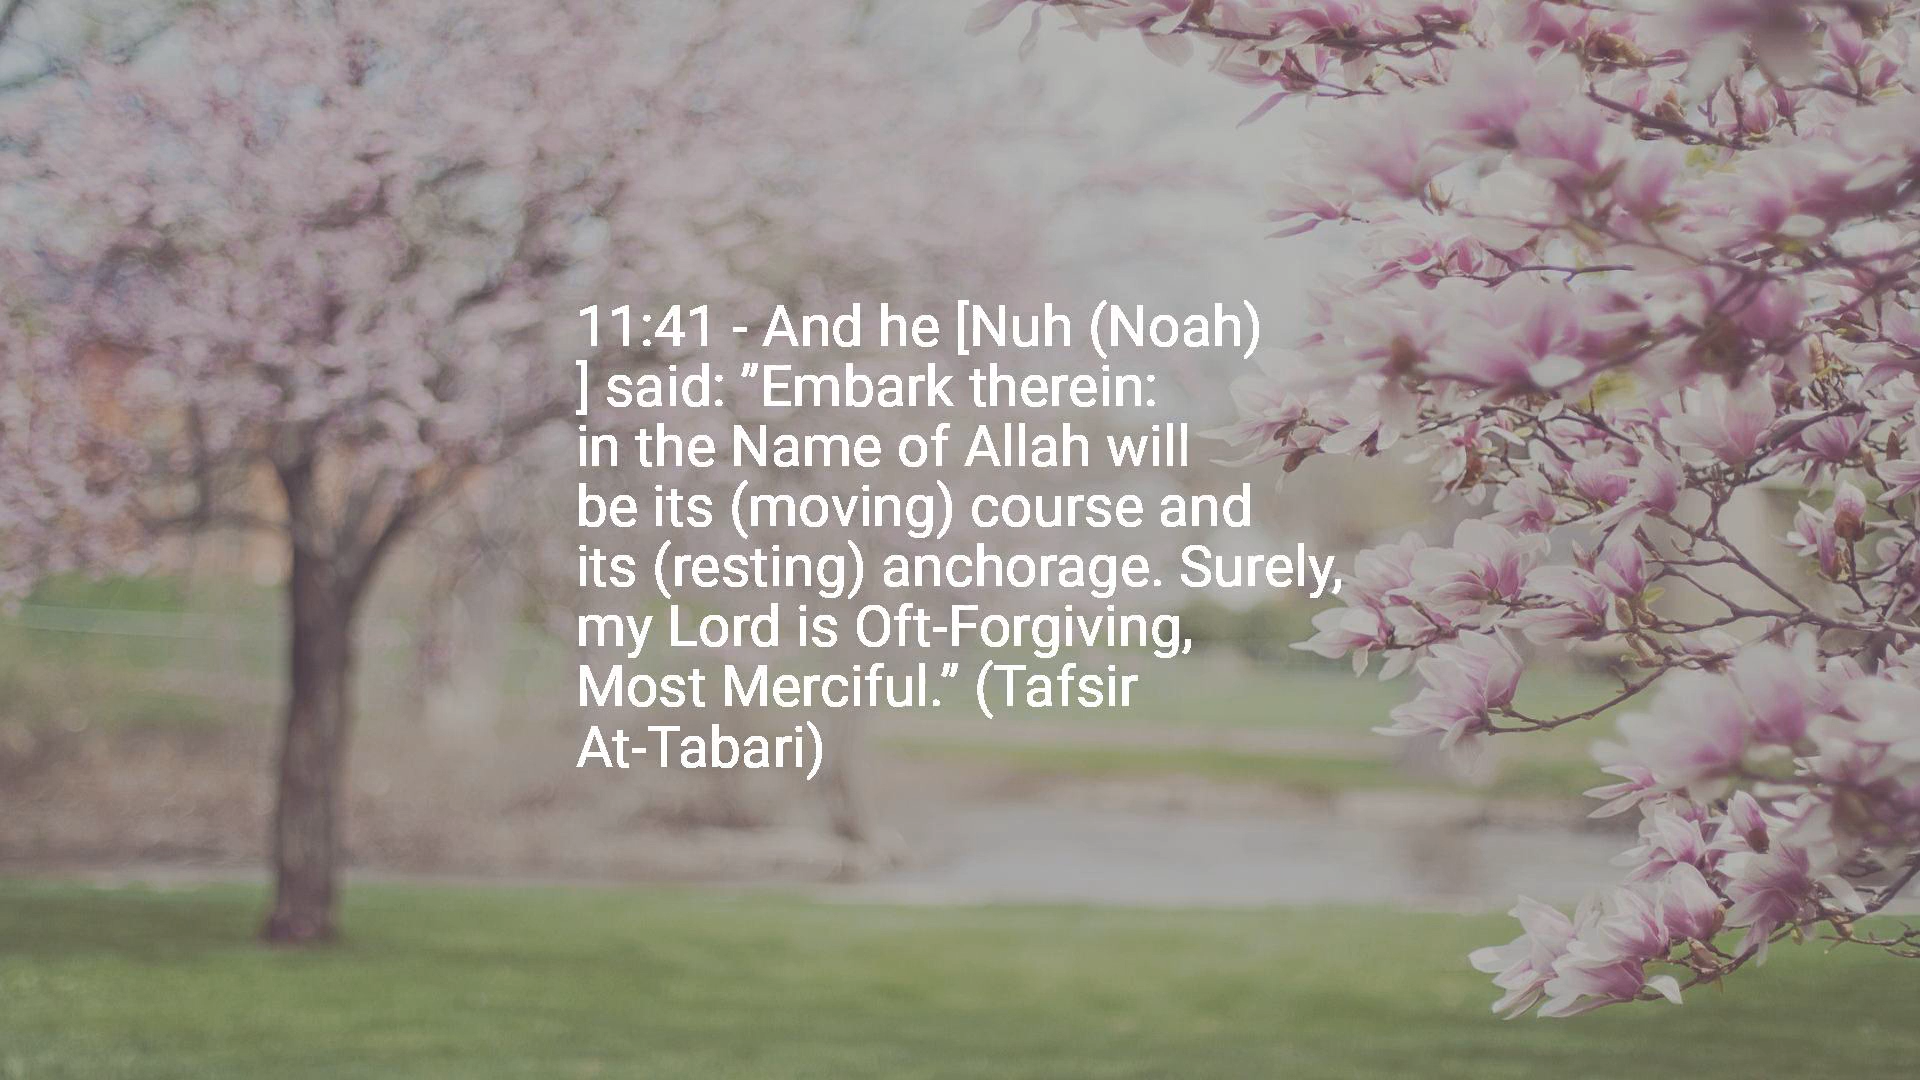 11:41 - And he [Nuh (Noah)
] said: ”Embark therein:
in the Name of Allah will
be its (moving) course and
its (resting) anchorage. Surely,
my Lord is Oft-Forgiving,
Most Merciful.” (Tafsir
At-Tabari)